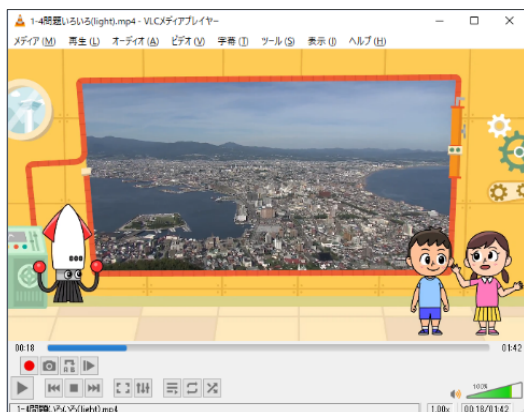 1-4問題いろいろ(light).mp4 - VLCメディアプレイヤー
メディア(M) 再生(L) オーディオ(A) ビデオ(V) 字幕(T) ツール(S) 表示(I) ヘルプ(H)
00:18 01:42
100%
1-4問題いろいろ(light).mp4 1.00x 00:18/01:42